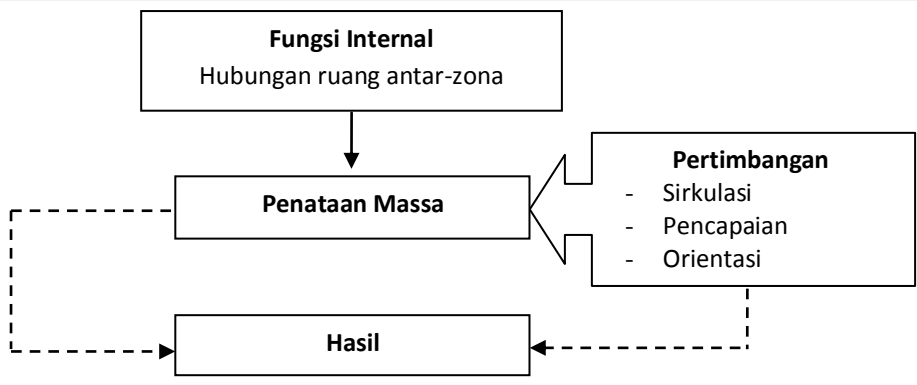 Fungsi Internal
Hubungan ruang antar-zona
Pertimbangan
- Sirkulasi
- Pencapaian
- Orientasi
Penataan Massa
Hasil